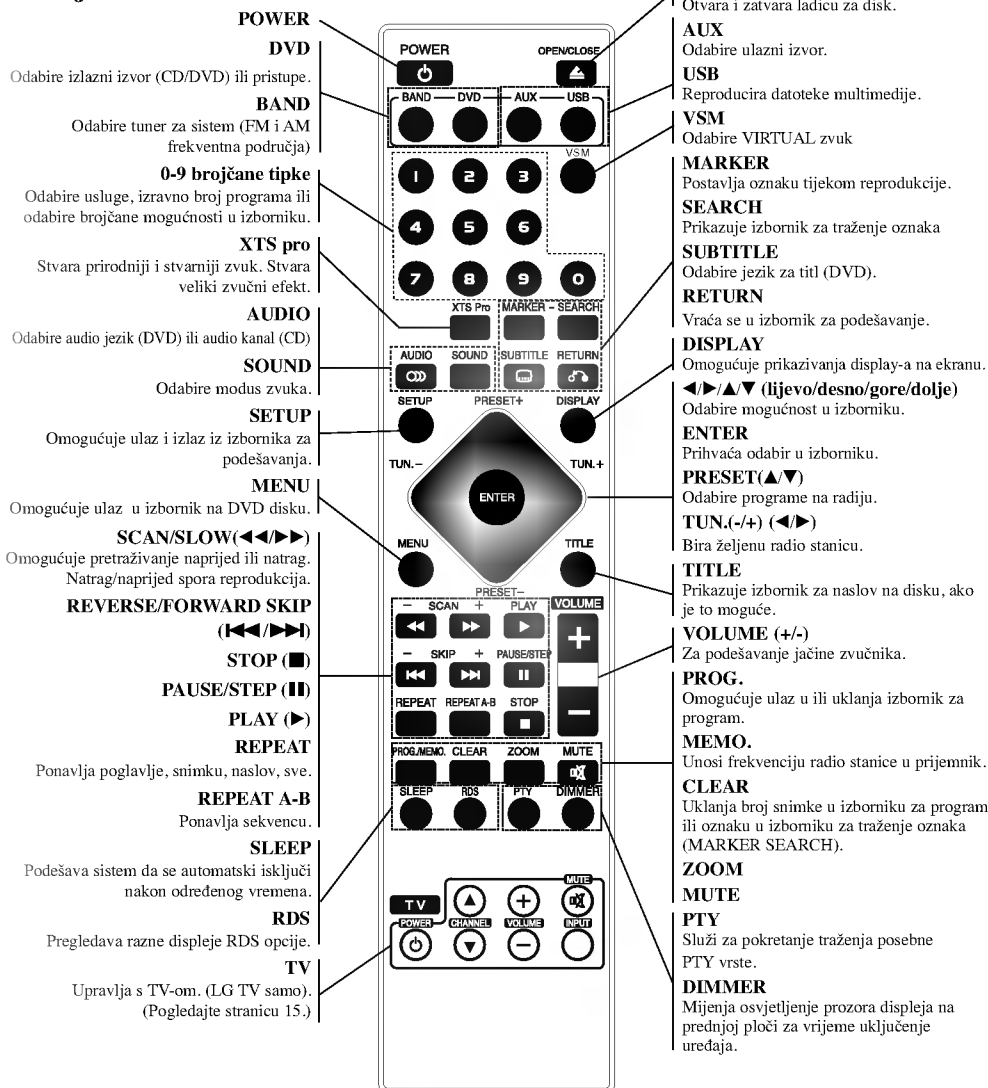 POWER
DVD
Odabire izlazni izvor (CD/DVD) ili pristupe.
BAND
Odabire tuner za sistem (FM i AM
frekventna područja)
0-9 brojčane tipke
Odabire usluge, izravno broj programa ili
odabire brojčane mogućnosti u izborniku.
XTS pro
Stvara prirodniji i stvarniji zvuk. Stvara
veliki zvučni efekt.
AUDIO
Odabire audio jezik (DVD) ili audio kanal (CD)
SOUND
Odabire modus zvuka.
SETUP
Omogućuje ulaz i izlaz iz izbornika za
podešavanja.
MENU
Omogućuje ulaz u izbornik na DVD disku.
SCAN/SLOW(◄◄/►►)
Omogućuje pretraživanje naprijed ili natrag.
Natrag/naprijed spora reprodukcija.
REVERSE/FORWARD SKIP
(I◄◄/►►I)
STOP (■)
PAUSE/STEP (II)
PLAY (►)
REPEAT
Ponavlja poglavlje, snimku, naslov, sve.
REPEAT A-B
Ponavlja sekvencu.
SLEEP
Podešava sistem da se automatski isključi
nakon određenog vremena.
RDS
Pregledava razne displeje RDS opcije.
TV
Upravlja s TV-om. (LG TV samo).
(Pogledajte stranicu 15.)
POWER OPEN/CLOSE
BAND DVD AUX USB
VSM
1 2 3
4 5 6
7 8 9 0
XTS Pro MARKER - SEARCH
AUDIO SOUND SUBTITLE RETURN
SETUP PRESET+ DISPLAY
TUN.- TUN.+
ENTER
MENU TITLE
PRESET-
- SCAN + PLAY VOLUME
+
- SKIP + PAUSE/STEP
REPEAT REPEAT A-B STOP
-
PROG./MEMO. CLEAR ZOOM MUTE
SLEEP RDS PTY DIMMER
MUTE
TV
POWER CHANNEL VOLUME INPUT
Otvara i zatvara ladicu za disk.
AUX
Odabire ulazni izvor.
USB
Reproducira datoteke multimedije.
VSM
Odabire VIRTUAL zvuk
MARKER
Postavlja oznaku tijekom reprodukcije.
SEARCH
Prikazuje izbornik za traženje oznaka
SUBTITLE
Odabire jezik za titl (DVD).
RETURN
Vraća se u izbornik za podešavanje.
DISPLAY
Omogućuje prikazivanja display-a na ekranu.
◄/►/▲/▼ (lijevo/desno/gore/dolje)
Odabire mogućnost u izborniku.
ENTER
Prihvaća odabir u izborniku.
PRESET(▲/▼)
Odabire programe na radiju.
TUN.(-/+) (◄/►)
Bira željenu radio stanicu.
TITLE
Prikazuje izbornik za naslov na disku, ako
je to moguće.
VOLUME (+/-)
Za podešavanje jačine zvučnika.
PROG.
Omogućuje ulaz u ili uklanja izbornik za
program.
MEMO.
Unosi frekvenciju radio stanice u prijemnik.
CLEAR
Uklanja broj snimke u izborniku za program
ili oznaku u izborniku za traženje oznaka
(MARKER SEARCH).
ZOOM
MUTE
PTY
Služi za pokretanje traženja posebne
PTY vrste.
DIMMER
Mijenja osvjetljenje prozora displeja na
prednjoj ploči za vrijeme uključenje
uređaja.